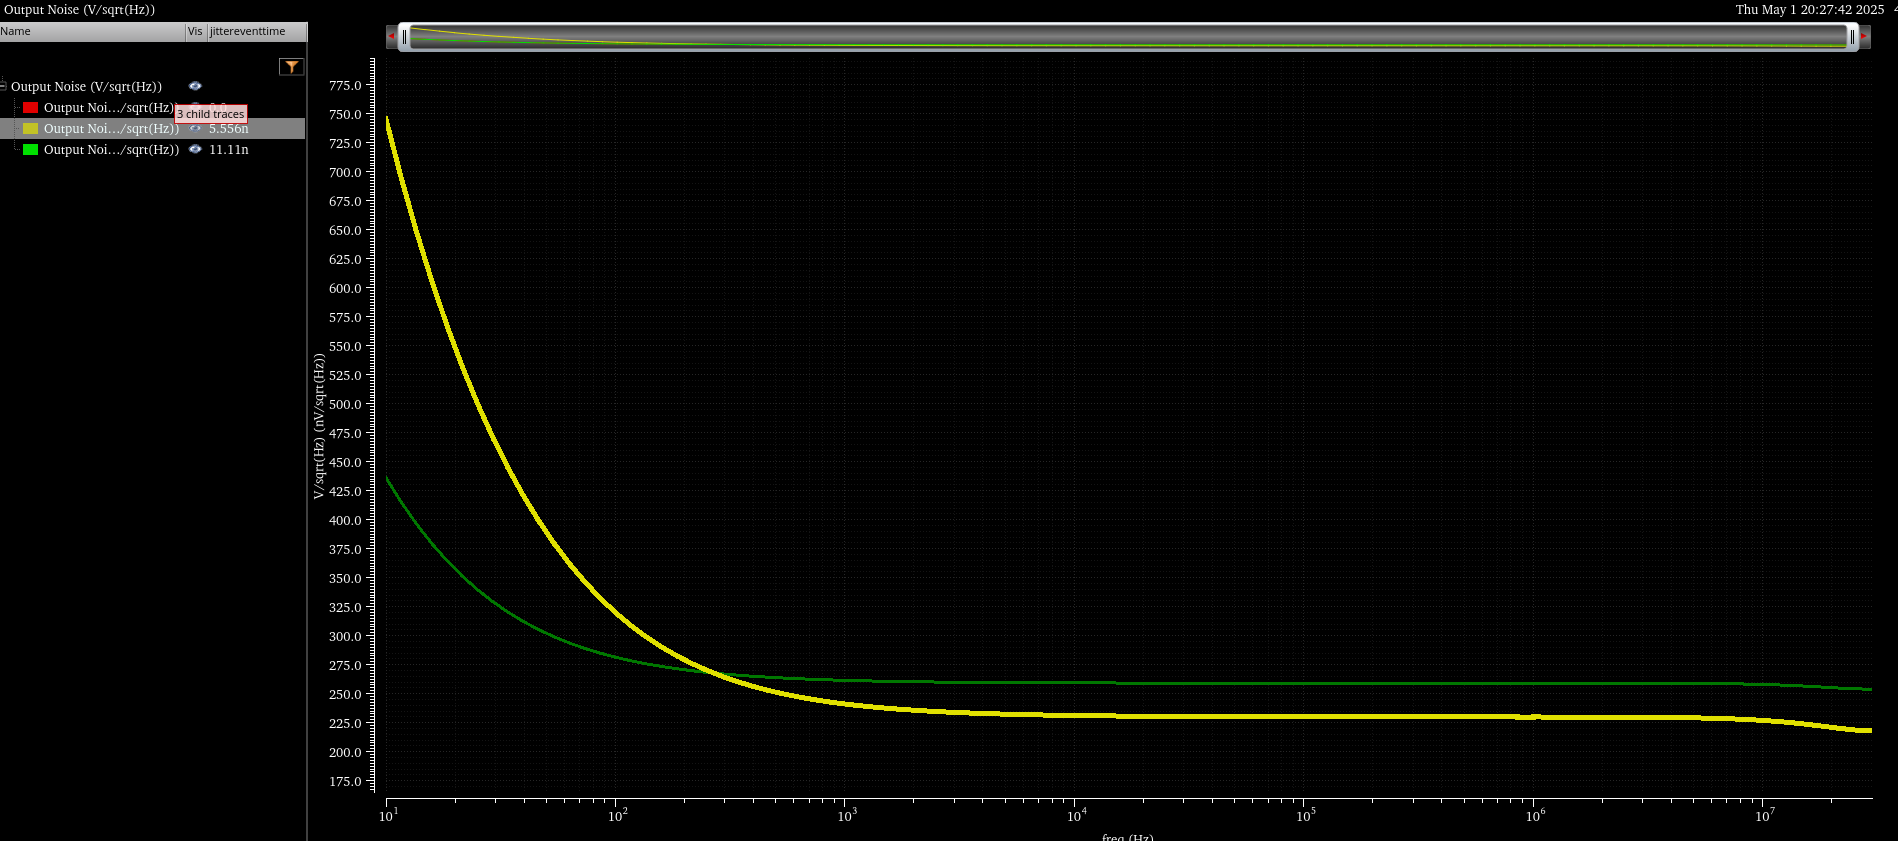 Output Noise (V/sqrt(Hz))
Thu May 1 20:27:42 2025
Name Vis jittereventtime
Output Noise (V/sqrt(Hz))
Output Noi…/sqrt(Hz))
3 child traces
Output Noi…/sqrt(Hz)) 5.556n
Output Noi…/sqrt(Hz)) 11.11n
V/sqrt(Hz) (nV/sqrt(Hz))
775.0
750.0
725.0
700.0
675.0
650.0
625.0
600.0
575.0
550.0
525.0
500.0
475.0
450.0
425.0
400.0
375.0
350.0
325.0
300.0
275.0
250.0
225.0
200.0
175.0
10^1 10^2 10^3 10^4 10^5 10^6 10^7
freq (Hz)